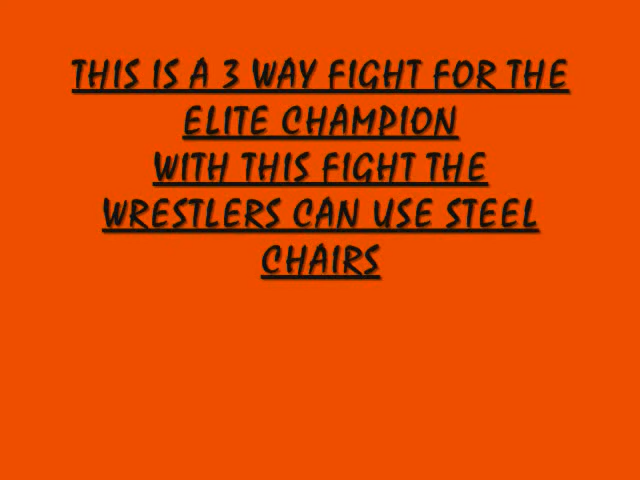 THIS IS A 3 WAY FIGHT FOR THE
ELITE CHAMPION
WITH THIS FIGHT THE
WRESTLERS CAN USE STEEL
CHAIRS